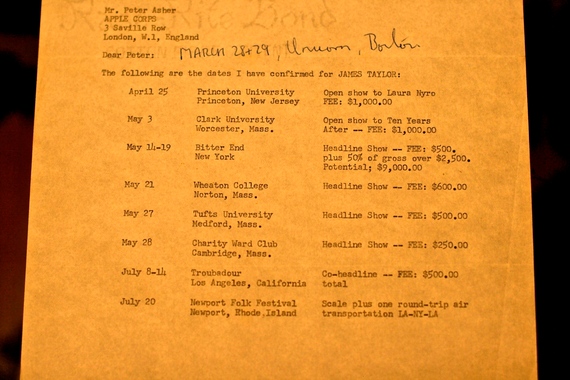 Mr. Peter Asher
APPLE CORPS
3 Saville Row
London, W.1, England
Dear Peter: MARCH 28+29, Unicorn, Boston
The following are the dates I have confirmed for JAMES TAYLOR:
April 25 Princeton University Open show to Laura Nyro
Princeton, New Jersey FEE: $1,000.00
May 3 Clark University Open show to Ten Years
Worcester, Mass. After -- FEE: $1,000.00
May 14-19 Bitter End Headline Show -- FEE: $500.
New York plus 50% of gross over $2,500.
Potential; $9,000.00
May 21 Wheaton College Headline Show -- FEE: $600.00
Norton, Mass.
May 27 Tufts University Headline Show -- FEE: $500.00
Medford, Mass.
May 28 Charity Ward Club Headline Show -- FEE: $250.00
Cambridge, Mass.
July 8-14 Troubadour Co-headline -- FEE: $500.00
Los Angeles, California total
July 20 Newport Folk Festival Scale plus one round-trip air
Newport, Rhode Island transportation LA-NY-LA